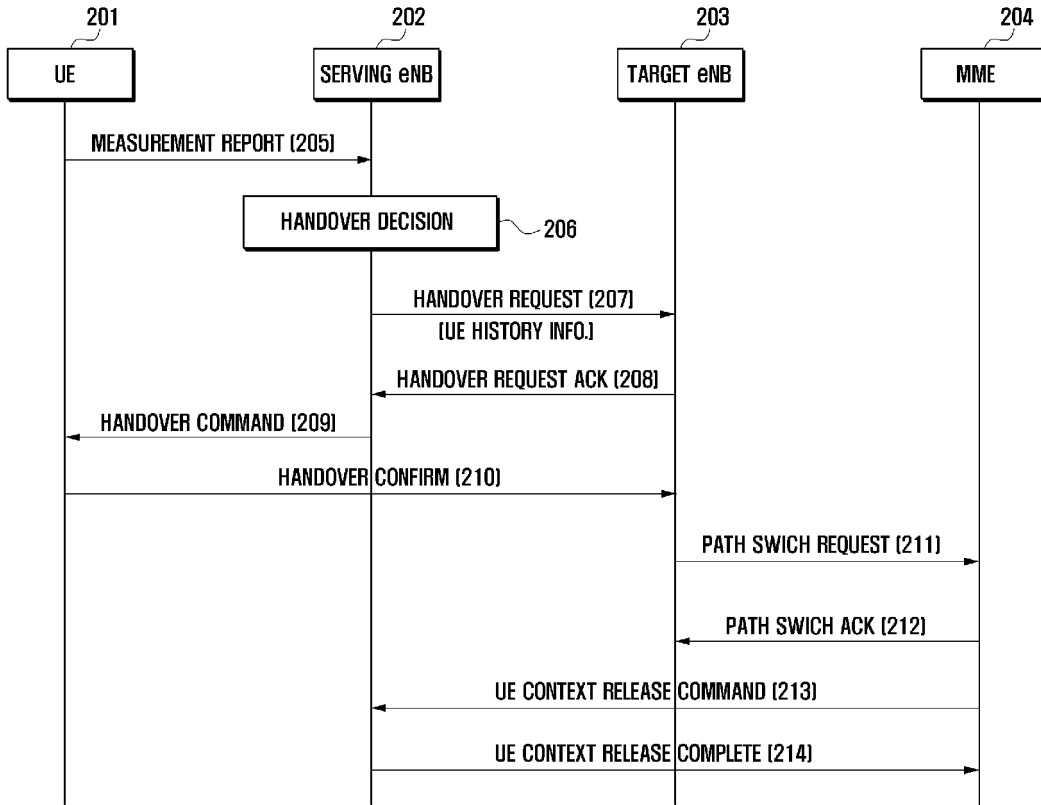 201
202
203
204
UE
SERVING eNB
TARGET eNB
MME
MEASUREMENT REPORT (205)
HANDOVER DECISION
206
HANDOVER REQUEST (207)
(UE HISTORY INFO.)
HANDOVER REQUEST ACK (208)
HANDOVER COMMAND (209)
HANDOVER CONFIRM (210)
PATH SWICH REQUEST (211)
PATH SWICH ACK (212)
UE CONTEXT RELEASE COMMAND (213)
UE CONTEXT RELEASE COMPLETE (214)